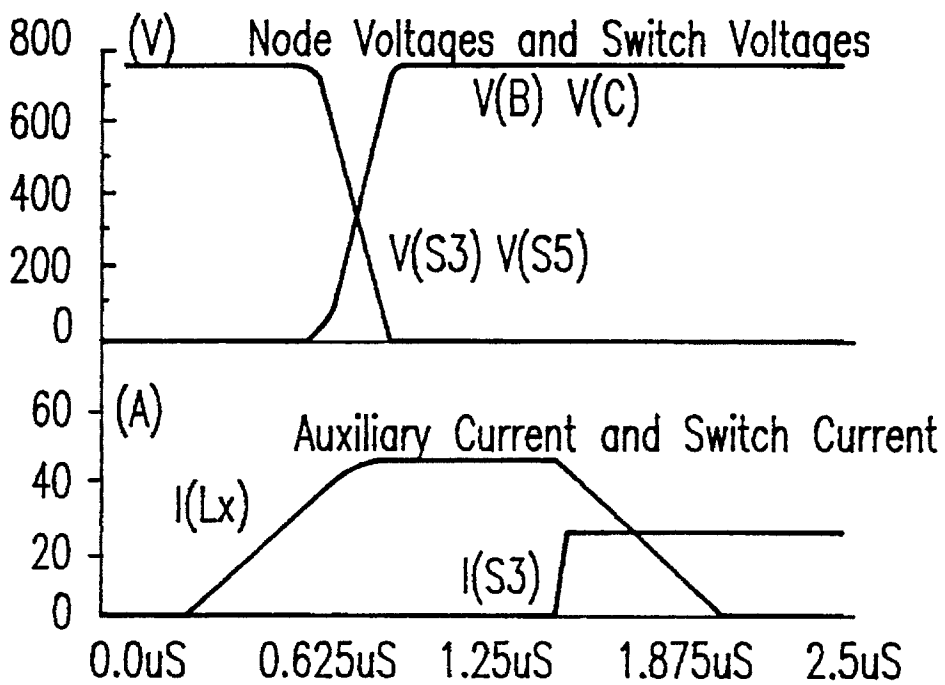 800 (V) Node Voltages and Switch Voltages
V(B) V(C)
600
400
V(S3) V(S5)
200
0
60 (A)
Auxiliary Current and Switch Current
40
I(Lx)
20
I(S3)
0
0.0uS 0.625uS 1.25uS 1.875uS 2.5uS